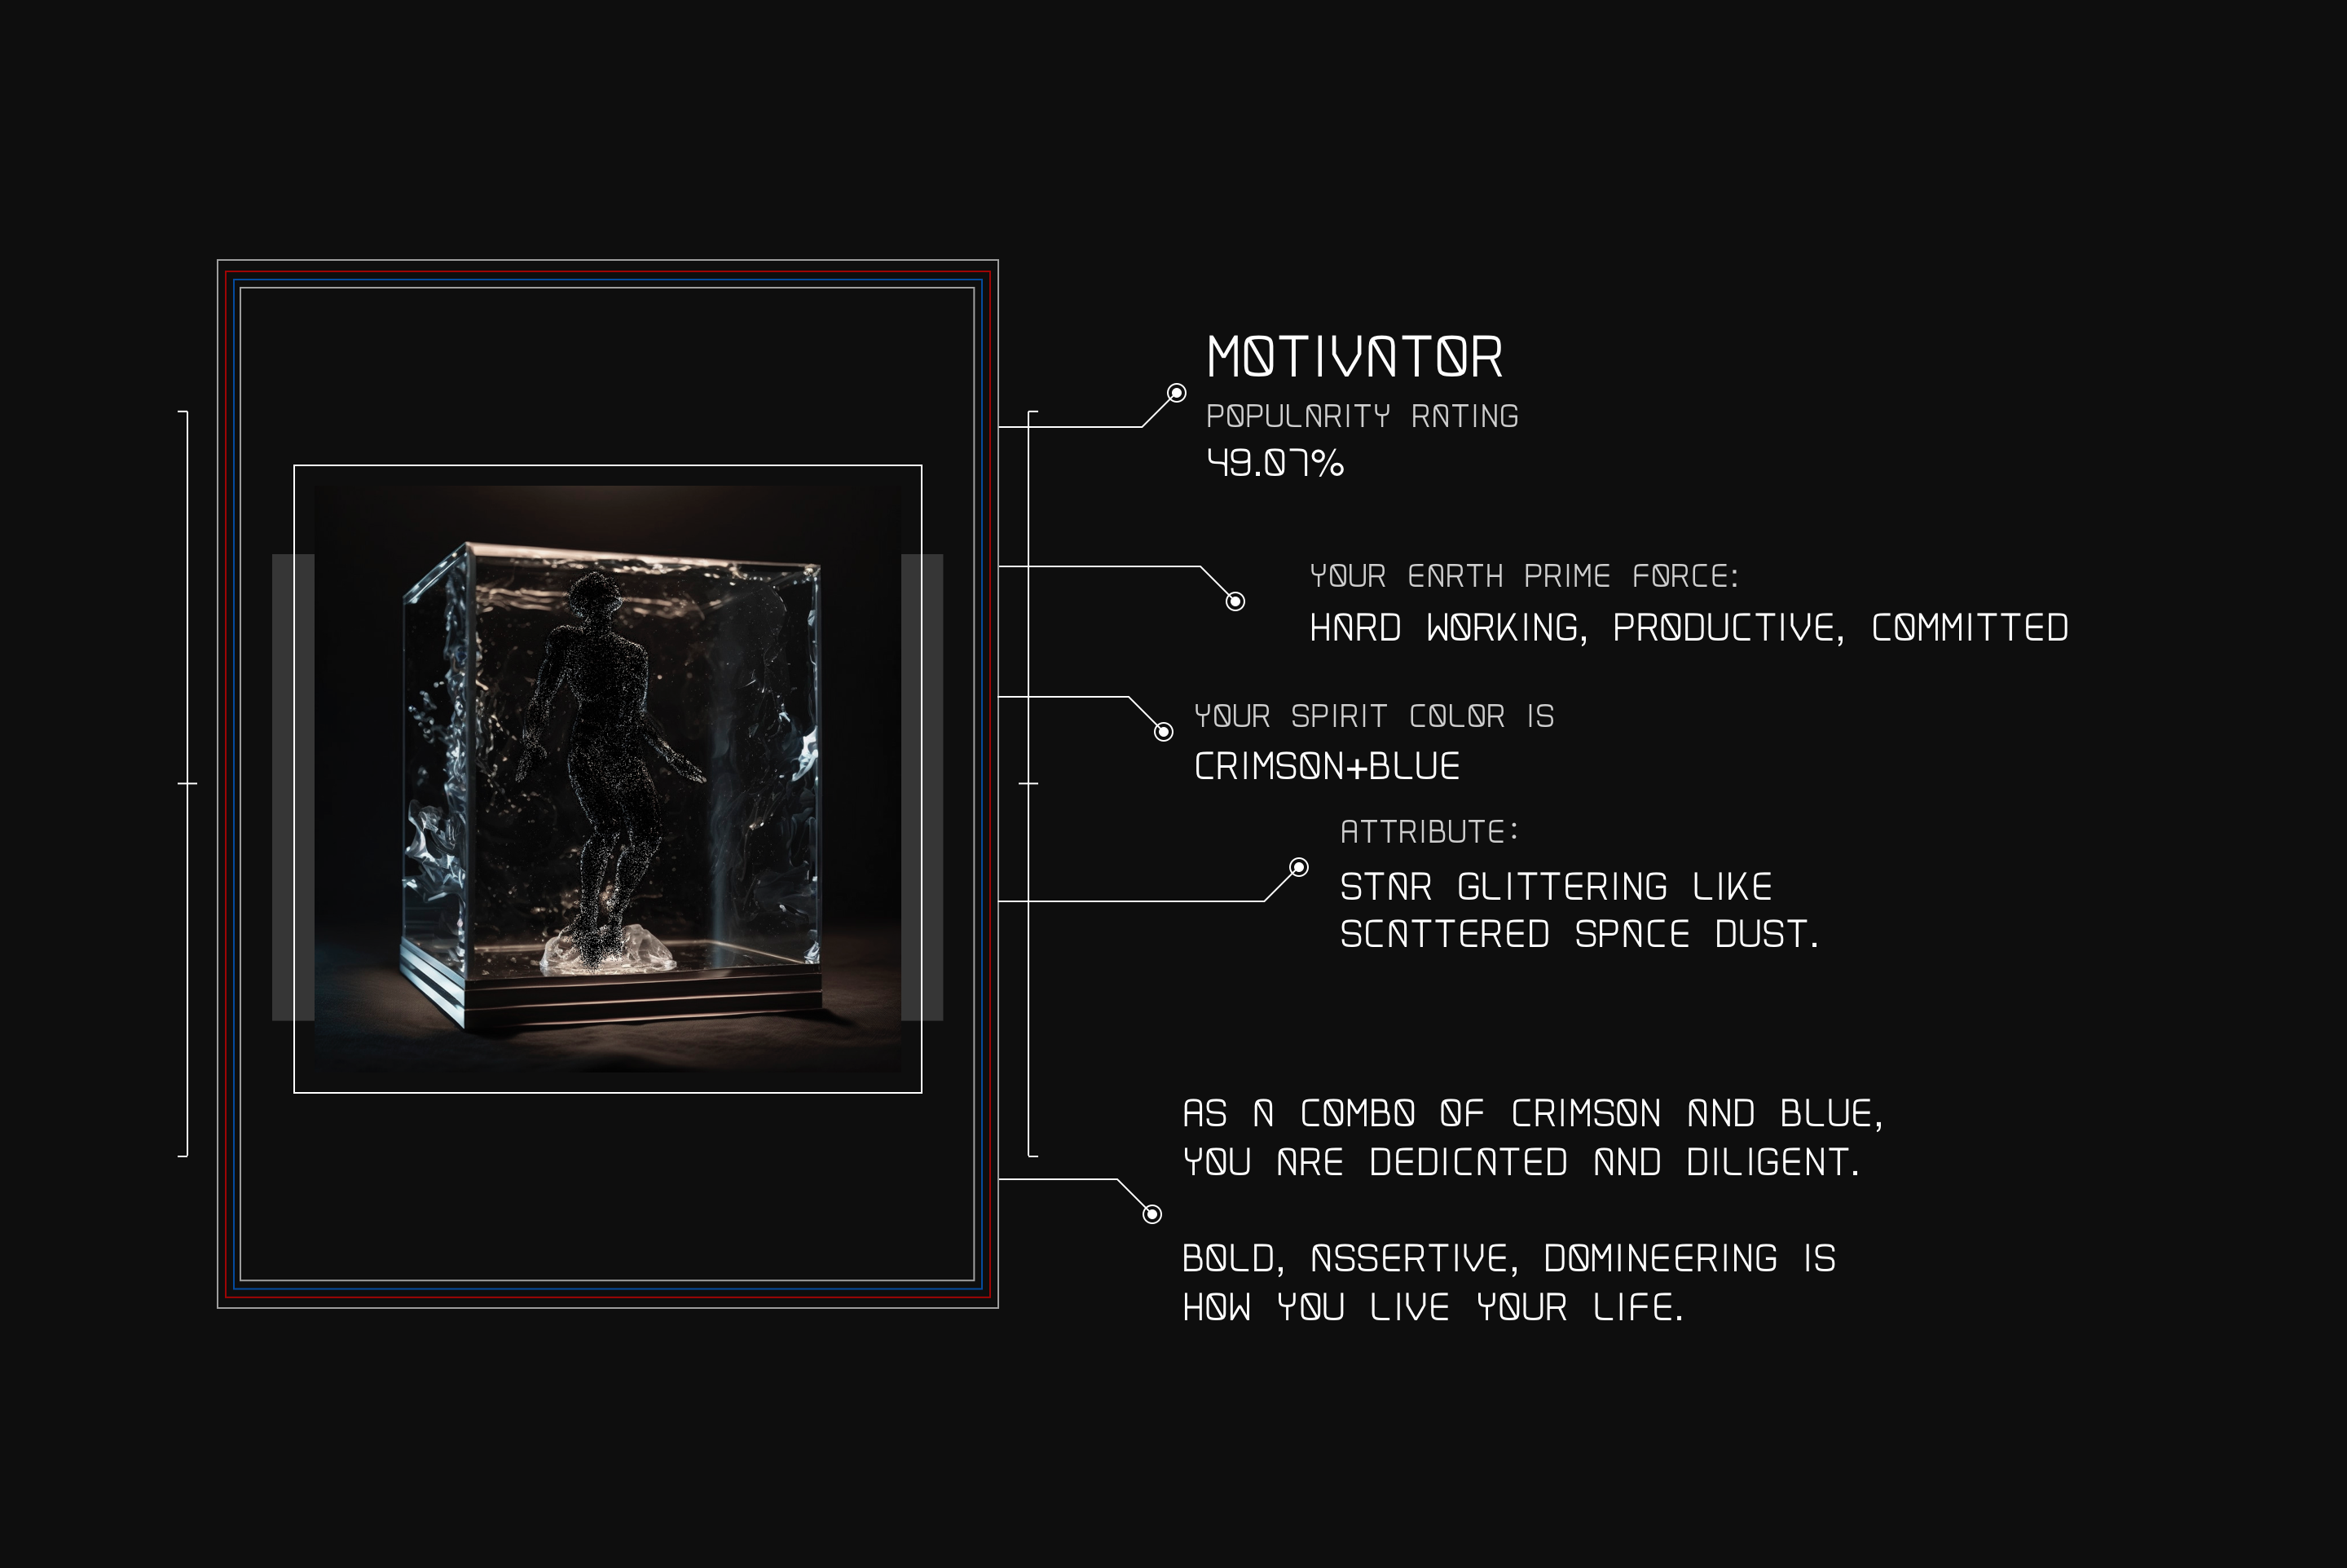 MOTIVATOR
POPULARITY RATING
49.07%
YOUR EARTH PRIME FORCE:
HARD WORKING, PRODUCTIVE, COMMITTED
YOUR SPIRIT COLOR IS
CRIMSON+BLUE
ATTRIBUTE:
STAR GLITTERING LIKE
SCATTERED SPACE DUST.
AS A COMBO OF CRIMSON AND BLUE,
YOU ARE DEDICATED AND DILIGENT.
BOLD, ASSERTIVE, DOMINEERING IS
HOW YOU LIVE YOUR LIFE.